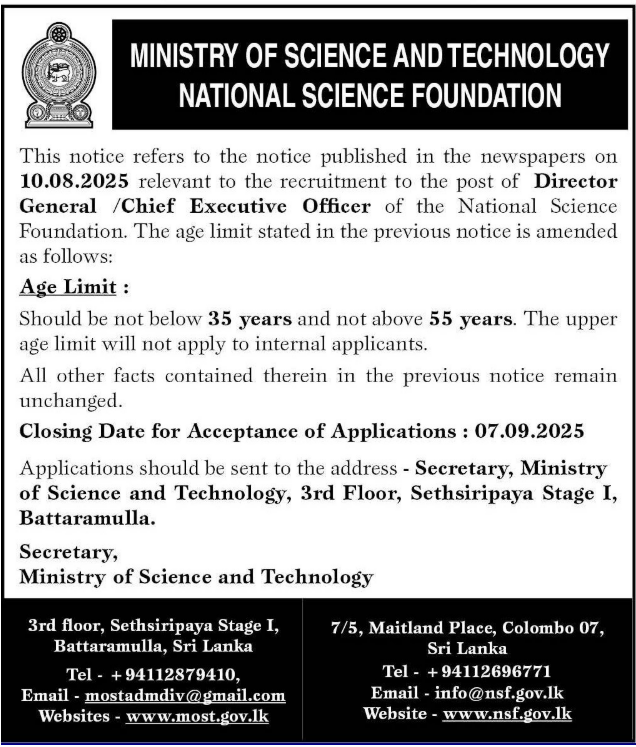 MINISTRY OF SCIENCE AND TECHNOLOGY
NATIONAL SCIENCE FOUNDATION
This notice refers to the notice published in the newspapers on
10.08.2025 relevant to the recruitment to the post of Director
General /Chief Executive Officer of the National Science
Foundation. The age limit stated in the previous notice is amended
as follows:
Age Limit :
Should be not below 35 years and not above 55 years. The upper
age limit will not apply to internal applicants.
All other facts contained therein in the previous notice remain
unchanged.
Closing Date for Acceptance of Applications : 07.09.2025
Applications should be sent to the address - Secretary, Ministry
of Science and Technology, 3rd Floor, Sethsiripaya Stage I,
Battaramulla.
Secretary,
Ministry of Science and Technology
3rd floor, Sethsiripaya Stage I,
Battaramulla, Sri Lanka
Tel - +94112879410,
Email - mostadmdiv@gmail.com
Websites - www.most.gov.lk
7/5, Maitland Place, Colombo 07,
Sri Lanka
Tel - +94112696771
Email - info@nsf.gov.lk
Website - www.nsf.gov.lk